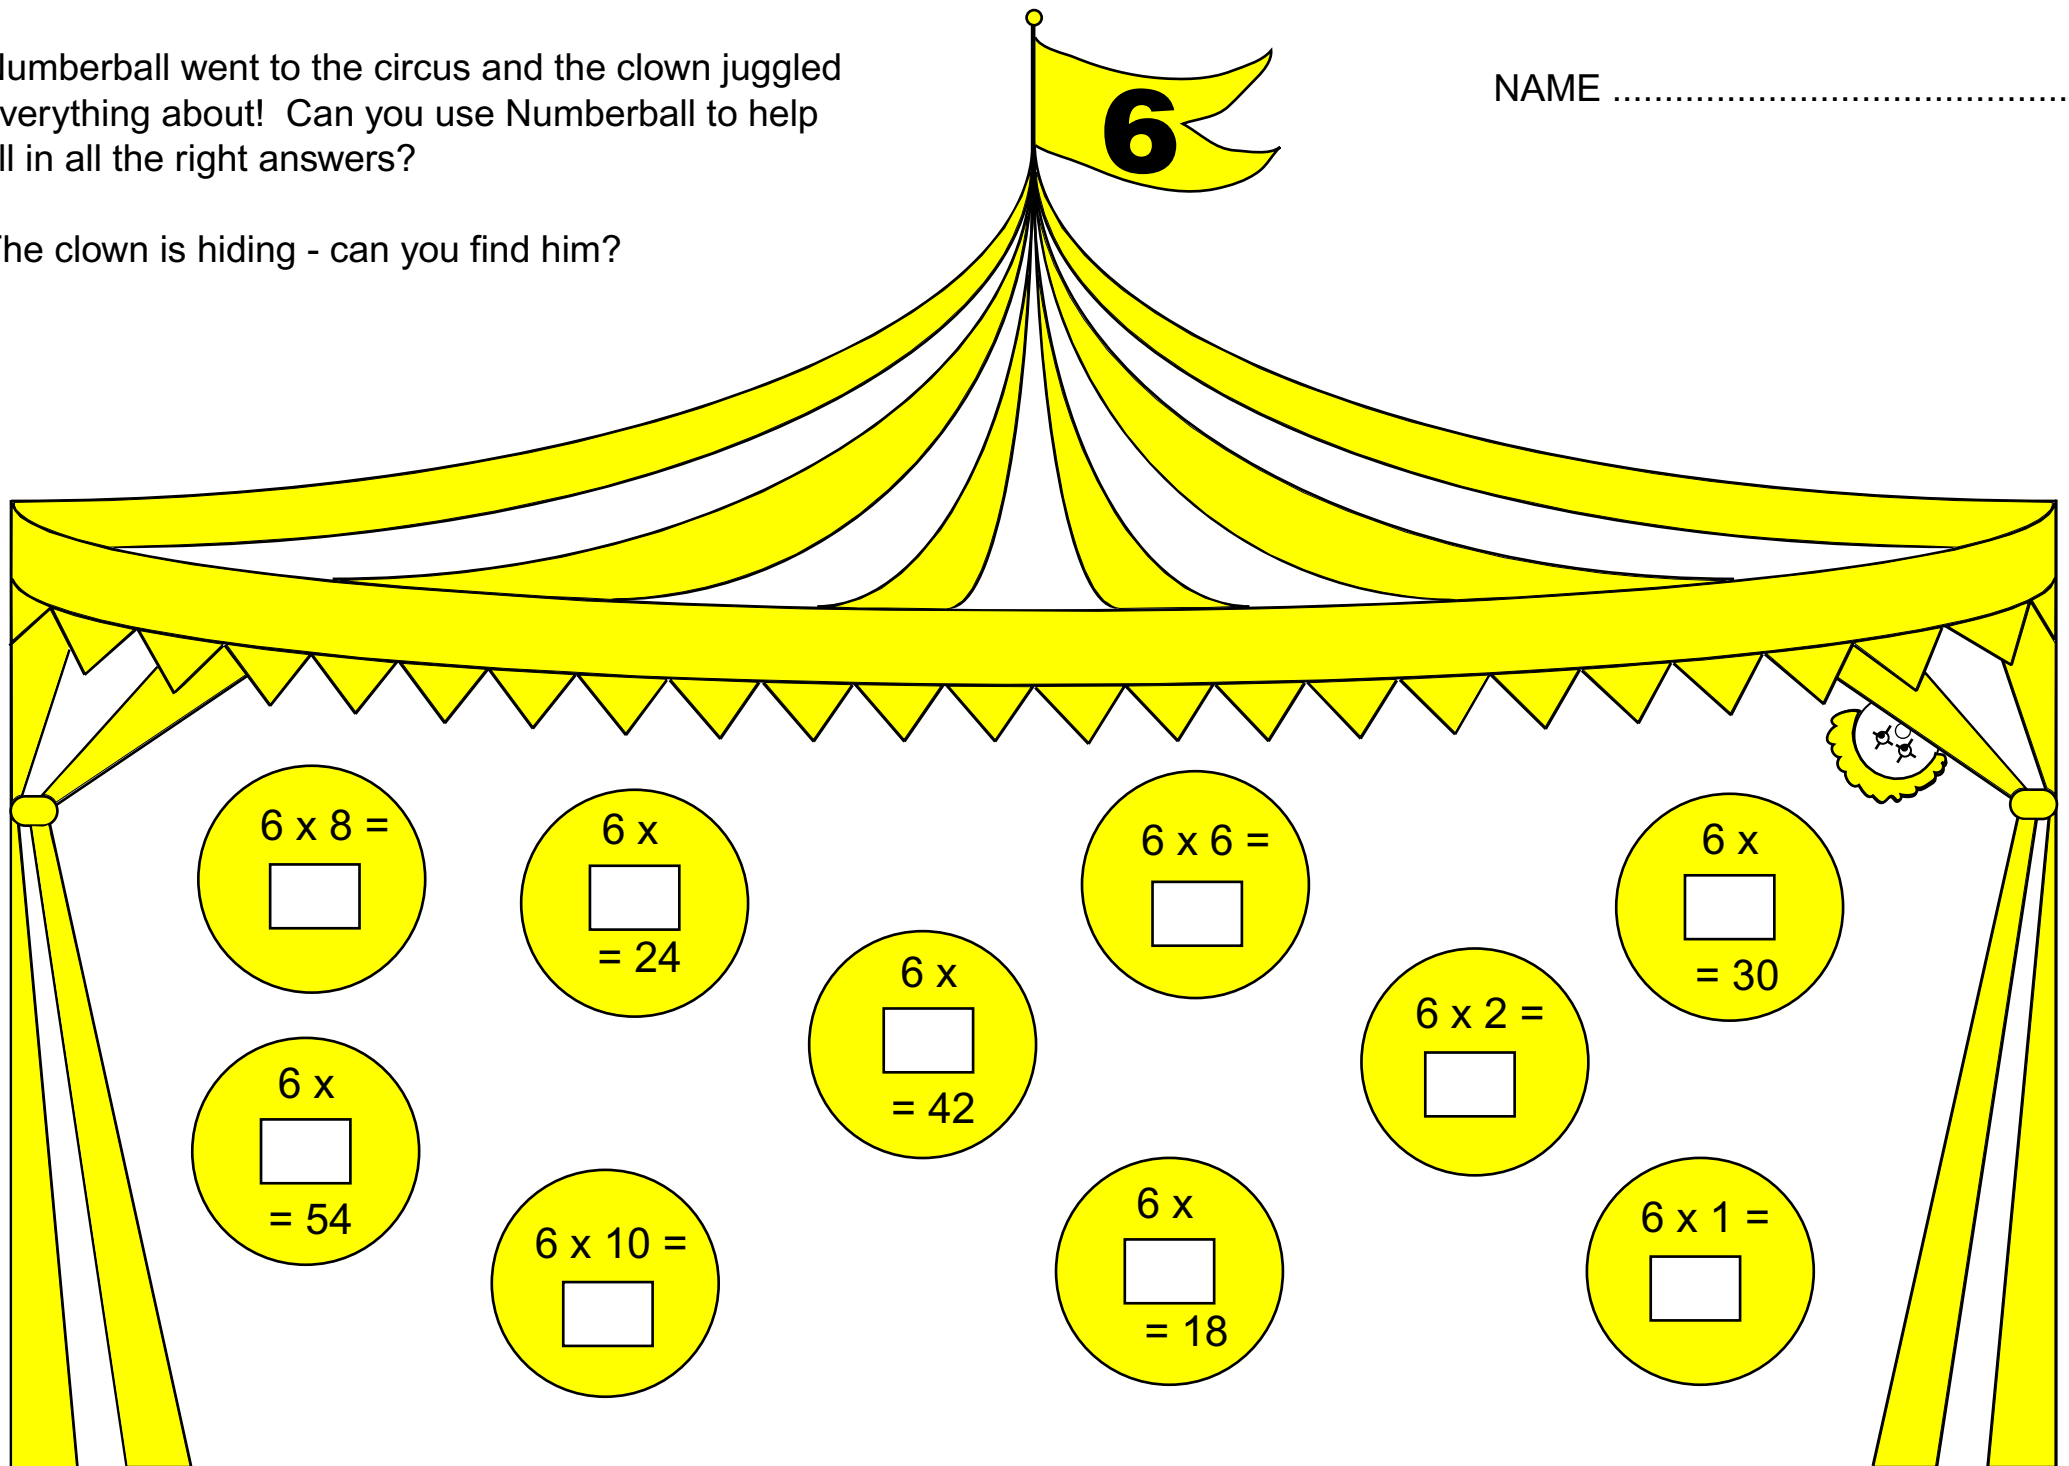 umberball went to the circus and the clown juggled
verything about!  Can you use Numberball to help
ll in all the right answers?
he clown is hiding - can you find him?
6
NAME ............................................
6 x 8 =
6 x
= 24
6 x 6 =
6 x
= 30
6 x
= 42
6 x 2 =
6 x
= 54
6 x 10 =
6 x
= 18
6 x 1 =